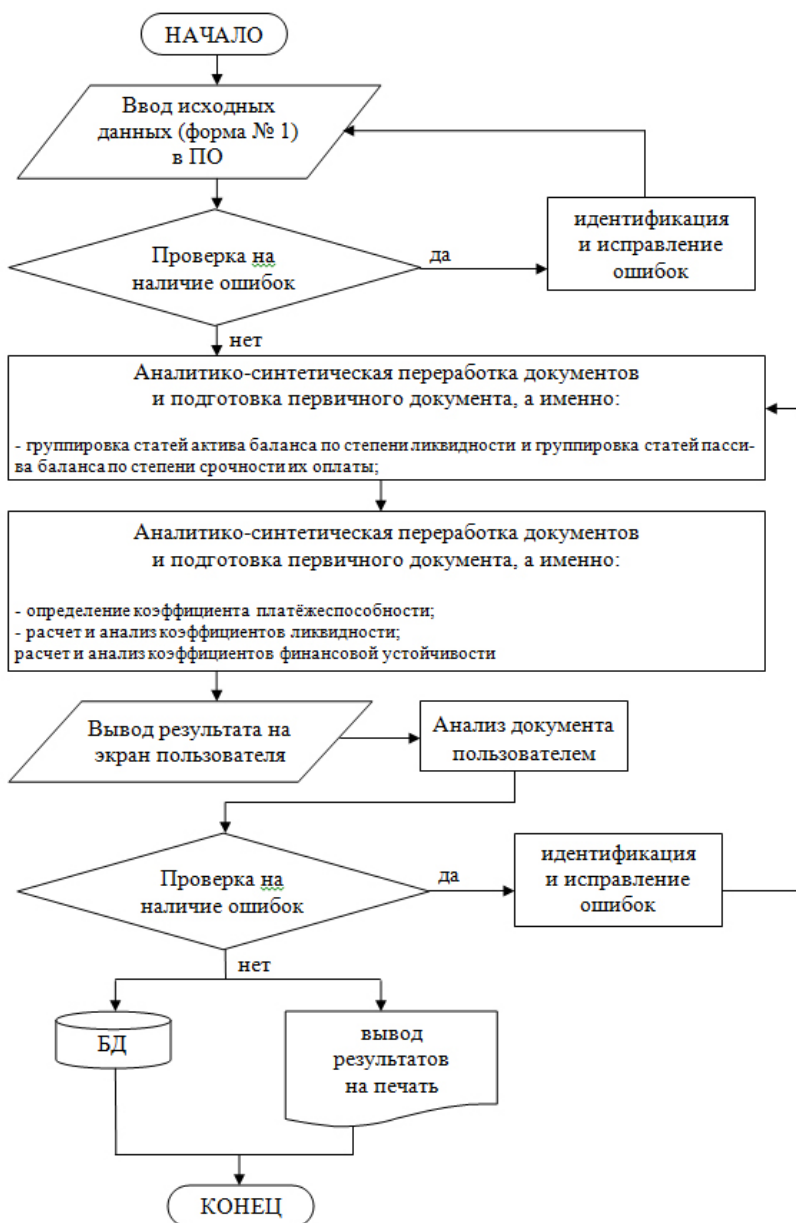 НАЧАЛО
Ввод исходных
данных (форма № 1)
в ПО
Проверка на
наличие ошибок
да
идентификация
и исправление
ошибок
нет
Аналитико-синтетическая переработка документов
и подготовка первичного документа, а именно:
- группировка статей актива баланса по степени ликвидности и группировка статей пасси-
ва баланса по степени срочности их оплаты;
Аналитико-синтетическая переработка документов
и подготовка первичного документа, а именно:
- определение коэффициента платёжеспособности;
- расчет и анализ коэффициентов ликвидности;
расчет и анализ коэффициентов финансовой устойчивости
Вывод результата на
экран пользователя
Анализ документа
пользователем
Проверка на
наличие ошибок
да
идентификация
и исправление
ошибок
нет
БД
вывод
результатов
на печать
КОНЕЦ